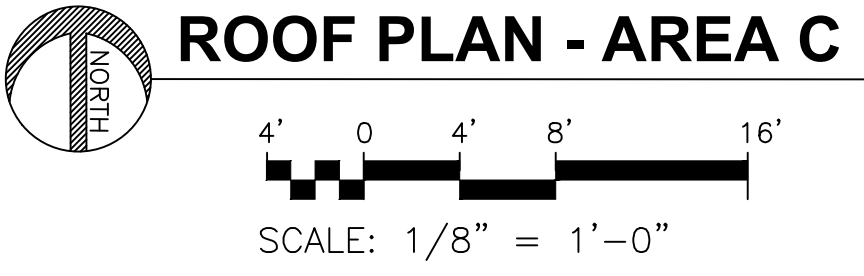 ROOF PLAN - AREA C
NORTH
4' 0 4' 8' 16'
SCALE: 1/8” = 1’-0”